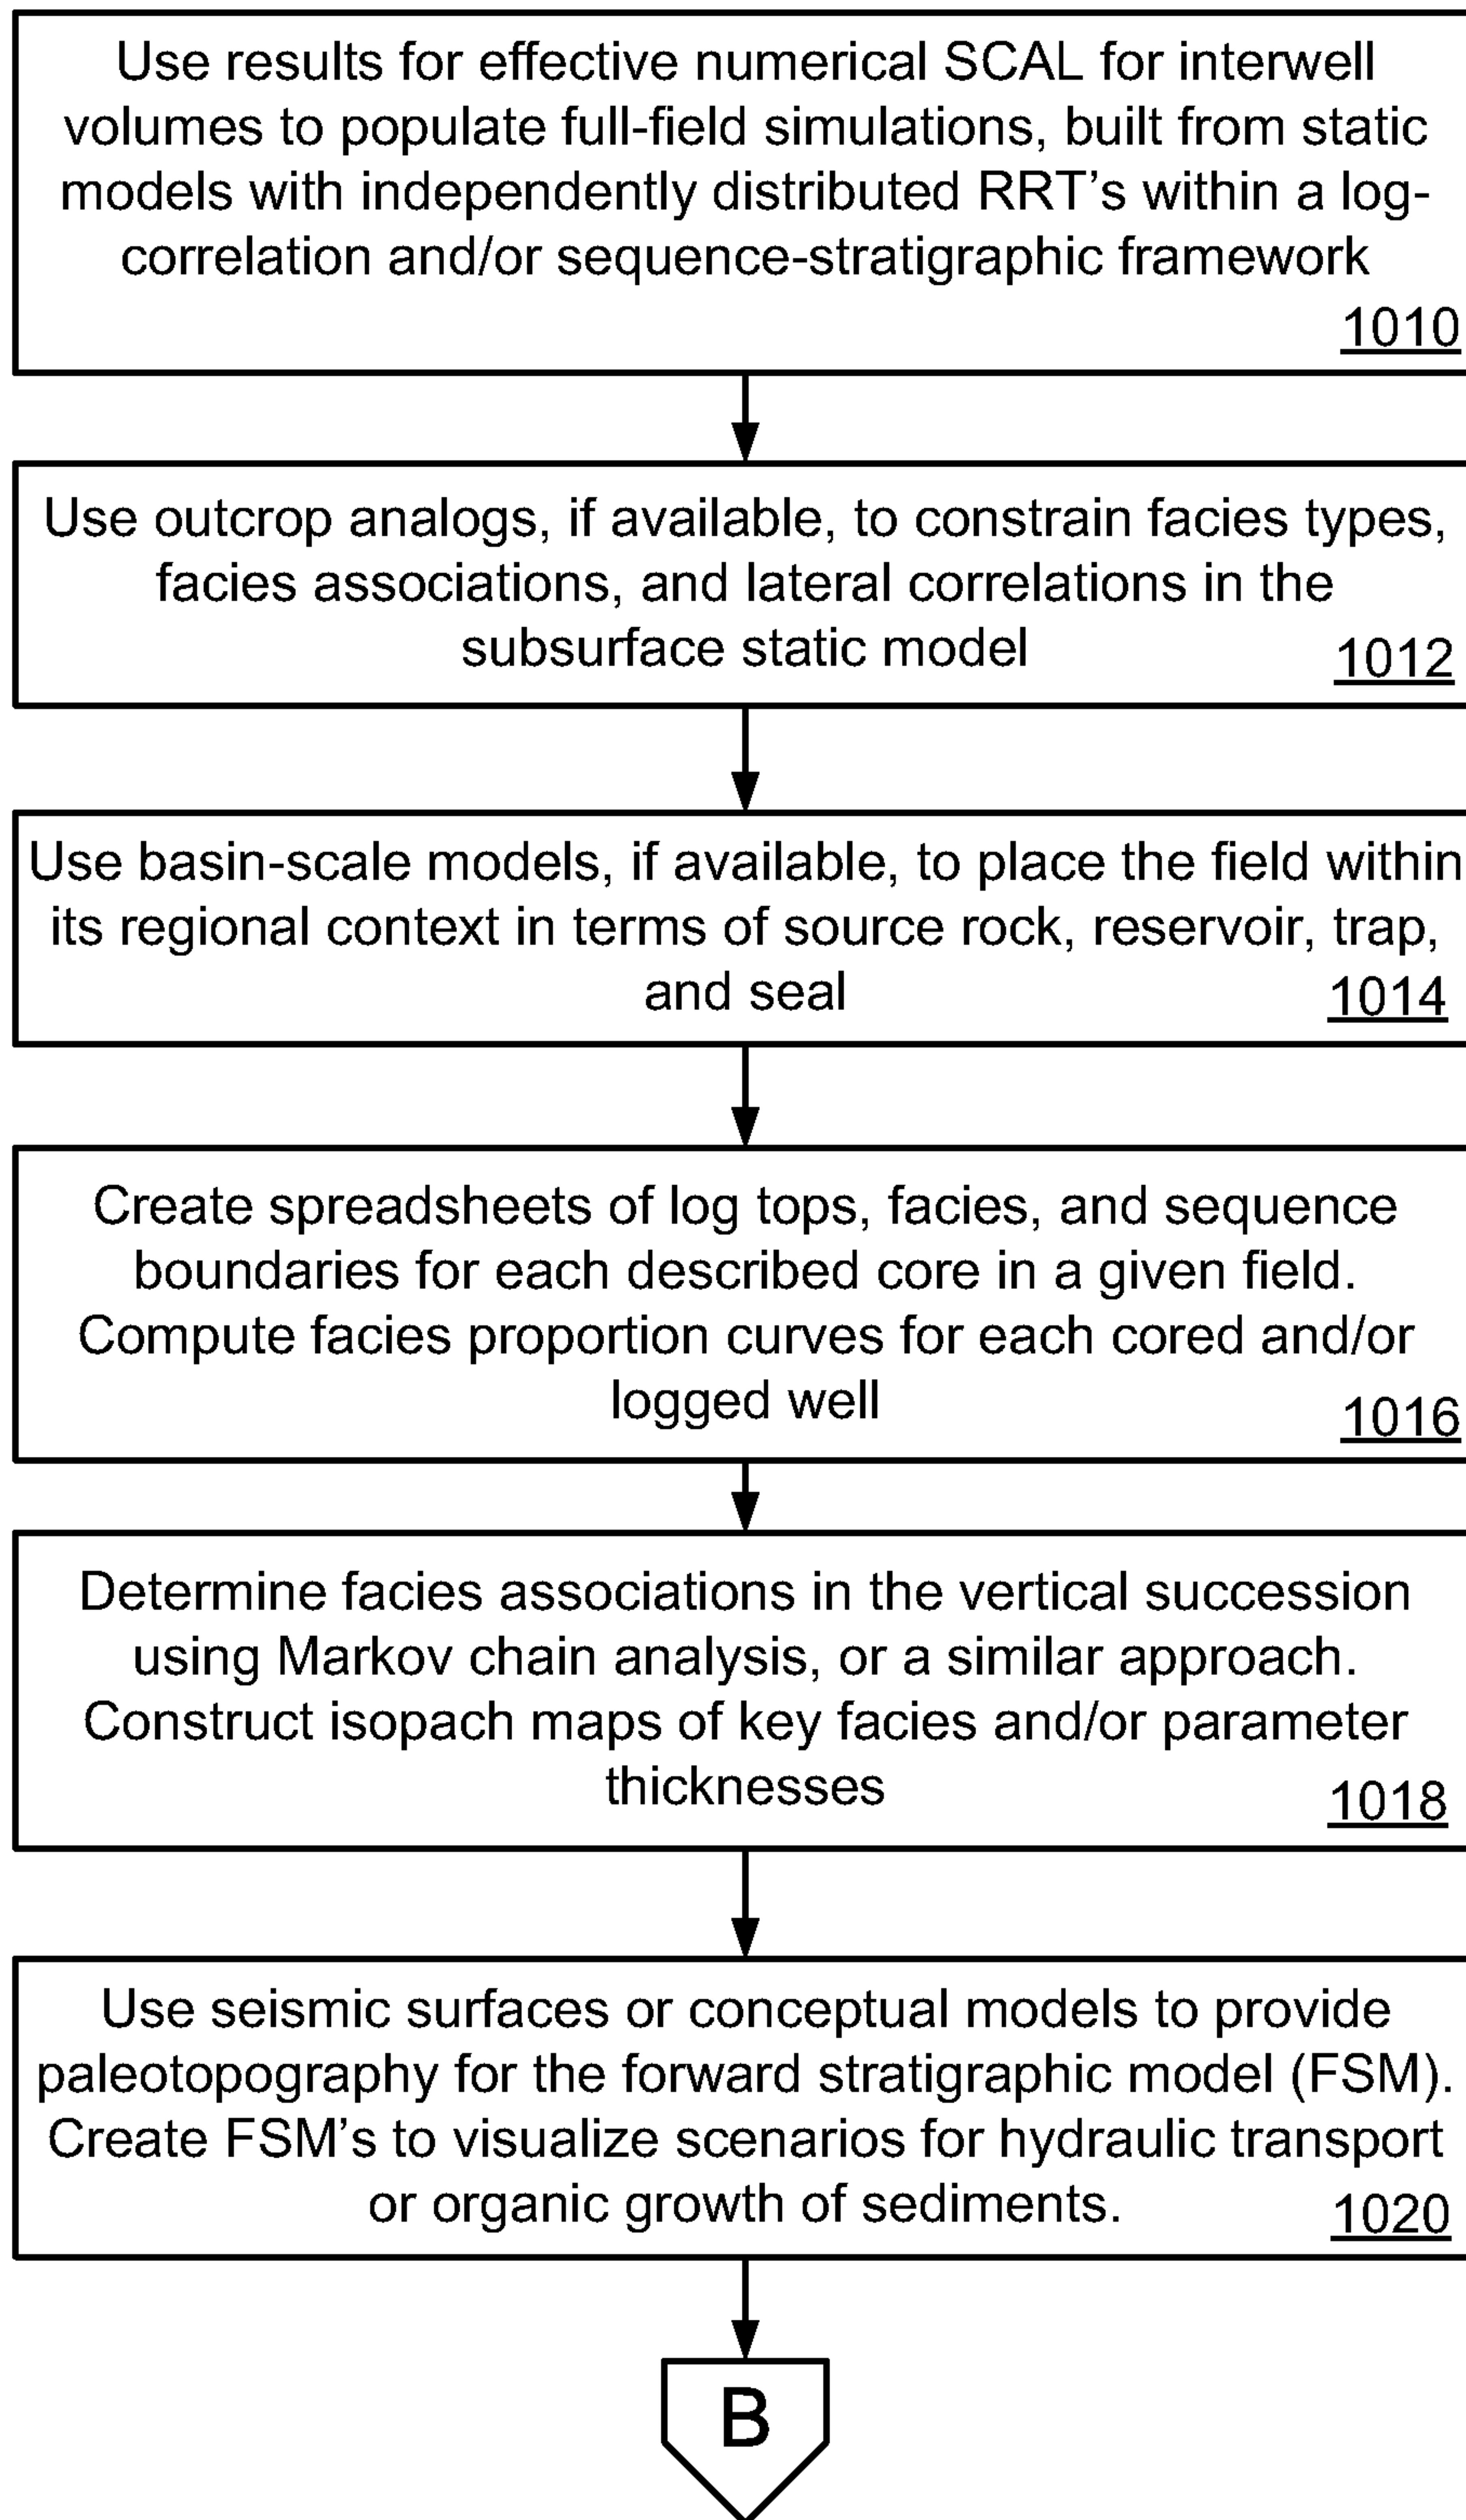 Use results for effective numerical SCAL for interwell
volumes to populate full-field simulations, built from static
models with independently distributed RRT's within a log-
correlation and/or sequence-stratigraphic framework
1010
Use outcrop analogs, if available, to constrain facies types,
facies associations, and lateral correlations in the
subsurface static model
1012
Use basin-scale models, if available, to place the field within
its regional context in terms of source rock, reservoir, trap,
and seal
1014
Create spreadsheets of log tops, facies, and sequence
boundaries for each described core in a given field.
Compute facies proportion curves for each cored and/or
logged well
1016
Determine facies associations in the vertical succession
using Markov chain analysis, or a similar approach.
Construct isopach maps of key facies and/or parameter
thicknesses
1018
Use seismic surfaces or conceptual models to provide
paleotopography for the forward stratigraphic model (FSM).
Create FSM's to visualize scenarios for hydraulic transport
or organic growth of sediments.
1020
B